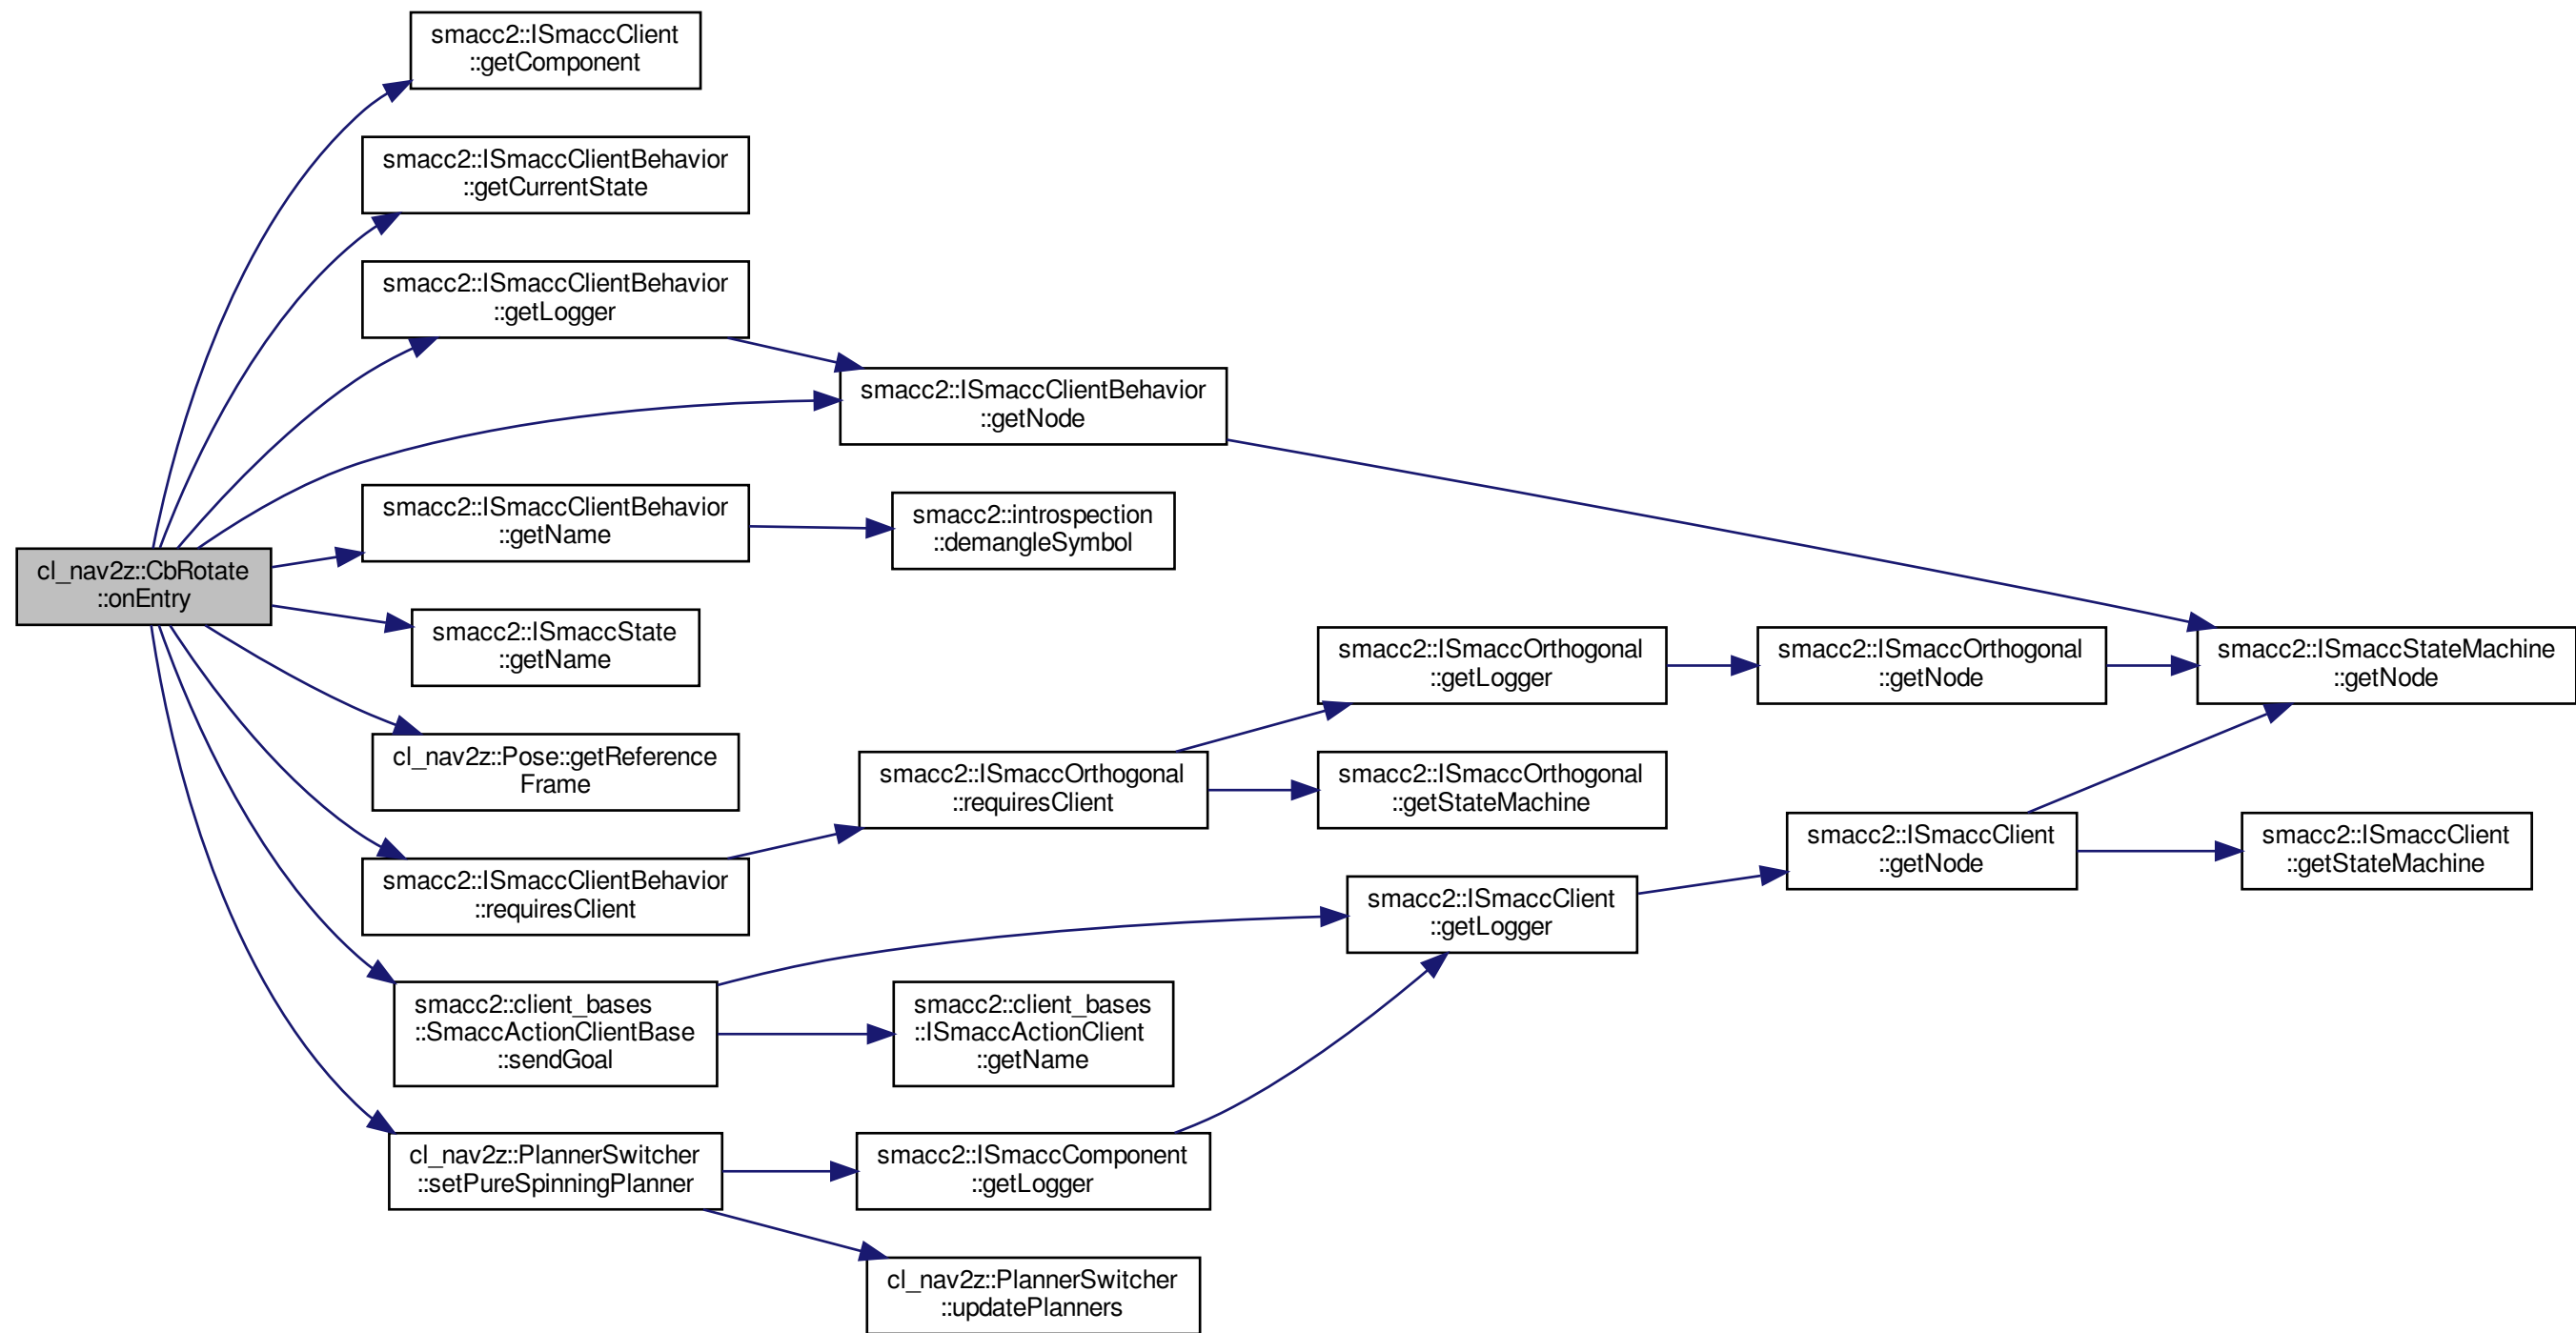 smacc2::ISmaccClient
::getComponent
smacc2::ISmaccClientBehavior
::getCurrentState
smacc2::ISmaccClientBehavior
::getLogger
smacc2::ISmaccClientBehavior
::getNode
smacc2::ISmaccClientBehavior
::getName
smacc2::introspection
::demangleSymbol
cl_nav2z::CbRotate
::onEntry
smacc2::ISmaccState
::getName
smacc2::ISmaccOrthogonal
::getLogger
smacc2::ISmaccOrthogonal
::getNode
smacc2::ISmaccStateMachine
::getNode
cl_nav2z::Pose::getReference
Frame
smacc2::ISmaccOrthogonal
::requiresClient
smacc2::ISmaccOrthogonal
::getStateMachine
smacc2::ISmaccClient
::getNode
smacc2::ISmaccClient
::getStateMachine
smacc2::ISmaccClientBehavior
::requiresClient
smacc2::ISmaccClient
::getLogger
smacc2::client_bases
::SmaccActionClientBase
::sendGoal
smacc2::client_bases
::ISmaccActionClient
::getName
cl_nav2z::PlannerSwitcher
::setPureSpinningPlanner
smacc2::ISmaccComponent
::getLogger
cl_nav2z::PlannerSwitcher
::updatePlanners